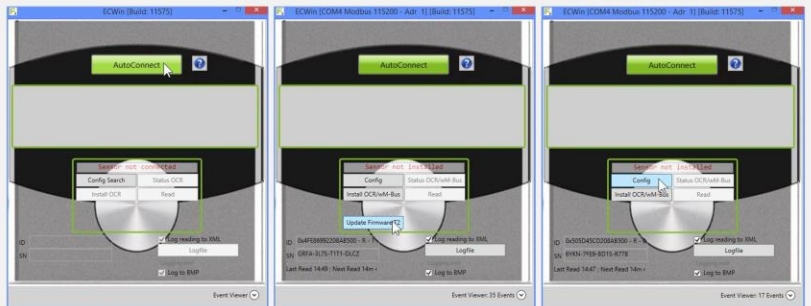 ECWin [Build: 11575]
AutoConnect
Sensor not connected
Config Search
Status OCR
Install OCR
Read
ID
SN
Log reading to XML
Logfile
Log to BMP
Event Viewer
ECWin [COM4 Modbus 115200 - Adr 1] [Build: 11575]
AutoConnect
Sensor not installed
Config
Status OCR/wM-Bus
Install OCR/wM-Bus
Read
Update Firmware
ID
SN GRFA-3L7S-T1T1-DLCZ
Log reading to XML
Logfile
Last Read 14:49 ; Next Read 14m
Log to BMP
Event Viewer: 35 Events
ECWin [COM4 Modbus 115200 - Adr 1] [Build: 11575]
AutoConnect
Sensor not installed
Config
Status OCR/wM-Bus
Install OCR/wM-Bus
Read
ID 0x505D45CD208A8500 - R -
SN
Log reading to XML
Logfile
Last Read 14:47 ; Next Read 14m
Log to BMP
Event Viewer: 17 Events